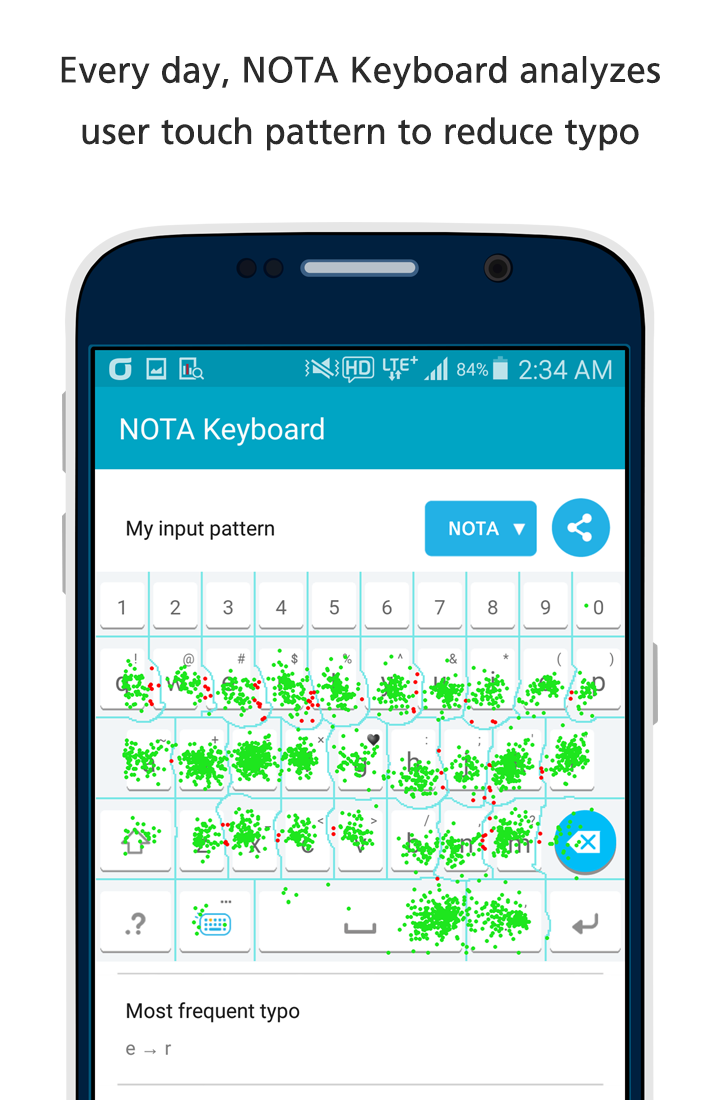 Every day, NOTA Keyboard analyzes
user touch pattern to reduce typo
HD LTE+ 84% 2:34 AM
NOTA Keyboard
My input pattern
NOTA ▼
1 2 3 4 5 6 7 8 9 0
! @ # $ % ^ & * ( )
q w e y u i p
+ × ♥ : ; '
g h j
< > / ?
z x c v b n m
.? ...
Most frequent typo
e → r